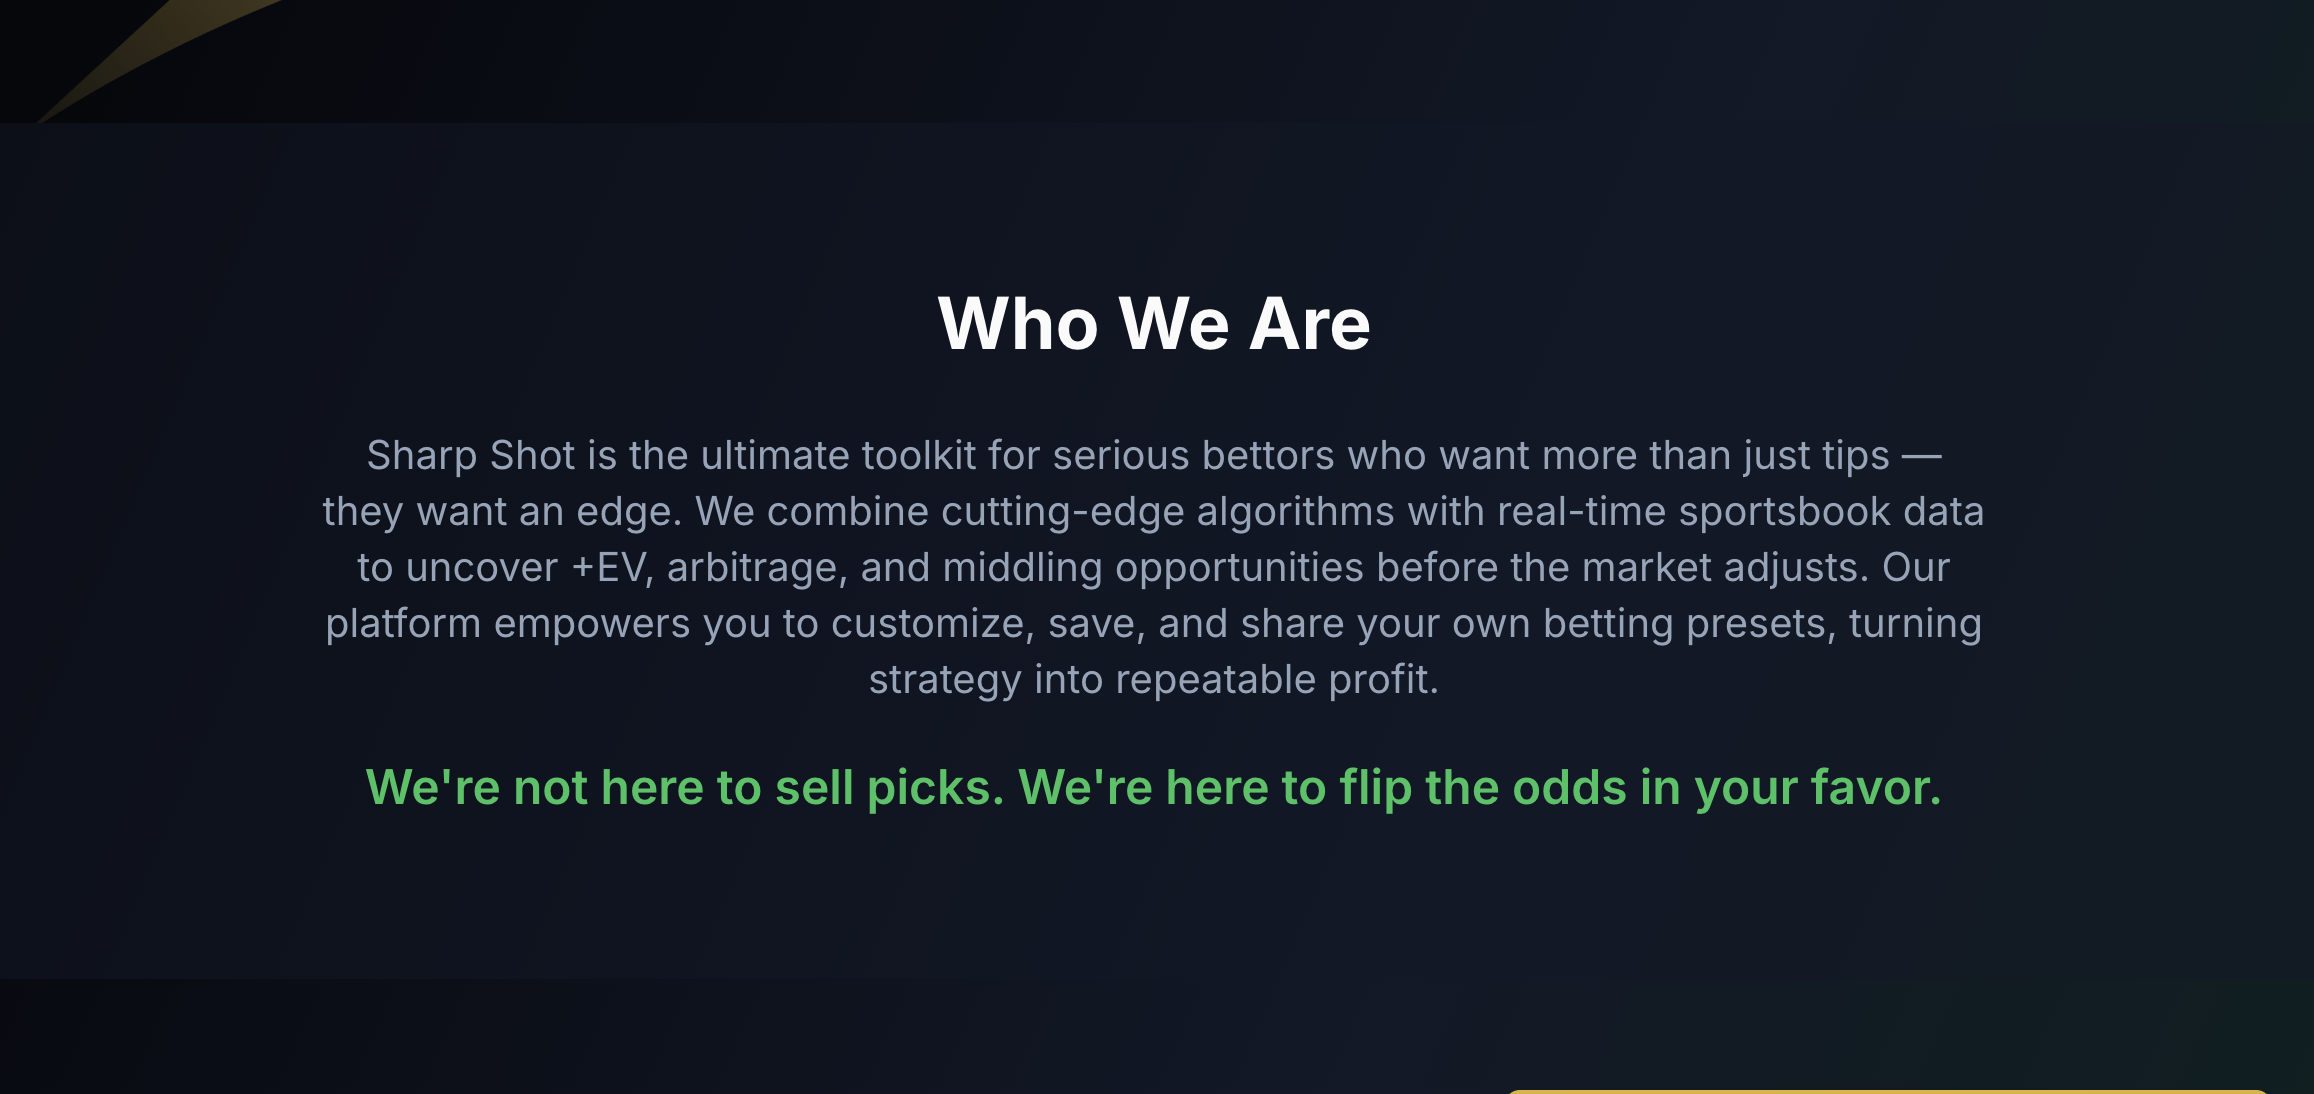 Who We Are
Sharp Shot is the ultimate toolkit for serious bettors who want more than just tips —
they want an edge. We combine cutting-edge algorithms with real-time sportsbook data
to uncover +EV, arbitrage, and middling opportunities before the market adjusts. Our
platform empowers you to customize, save, and share your own betting presets, turning
strategy into repeatable profit.
We're not here to sell picks. We're here to flip the odds in your favor.